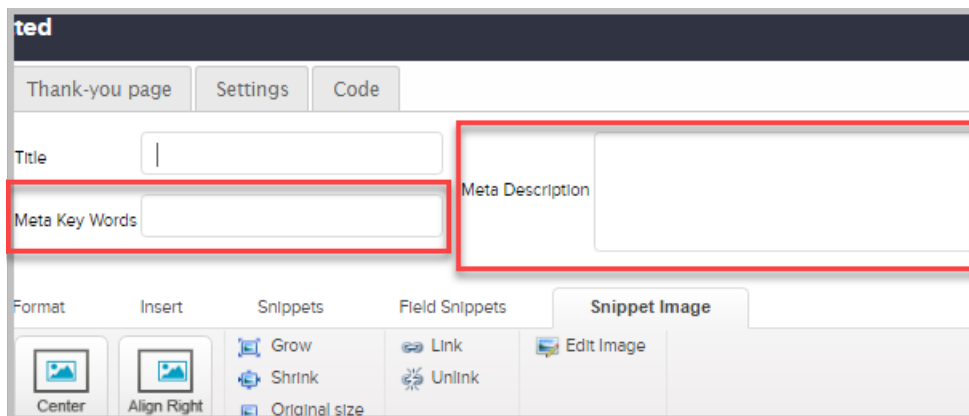 ted
Thank-you page Settings Code
Title
Meta Key Words
Meta Description
Format Insert Snippets Field Snippets Snippet Image
Grow
Shrink
Original size
Link
Unlink
Edit Image
Center
Align Right